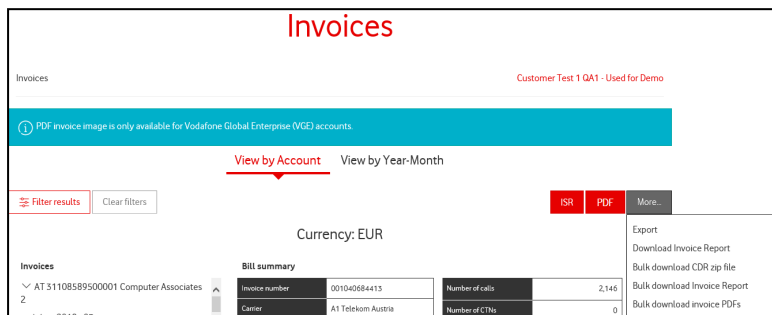 Invoices
Invoices
Customer Test 1 QA1 - Used for Demo
PDF invoice image is only available for Vodafone Global Enterprise (VGE) accounts.
View by Account
View by Year-Month
Filter results
Clear filters
ISR
PDF
More...
Export
Download Invoice Report
Bulk download CDR zip file
Bulk download Invoice Report
Bulk download invoice PDFs
Currency: EUR
Invoices
AT 31108589500001 Computer Associates
2
Bill summary
Invoice number 001040684413
Carrier A1 Telekom Austria
Number of calls 2,146
Number of CTNs 0